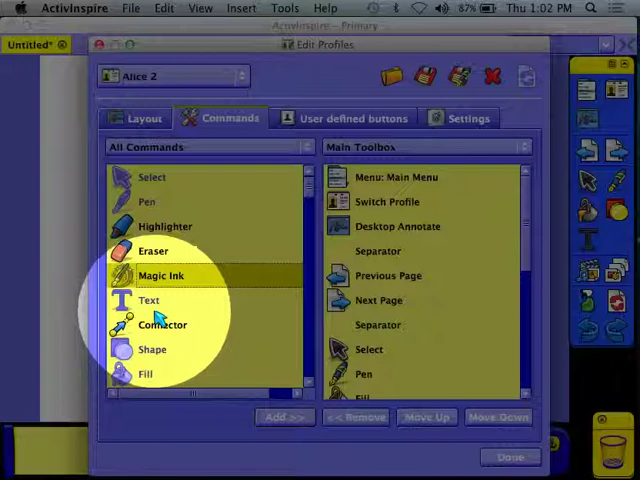 ActivInspire File Edit View Insert Tools Help 87% Thu 1:02 PM
ActivInspire - Primary
Untitled*
Edit Profiles
Alice 2
Layout Commands User defined buttons Settings
All Commands
Select
Pen
Highlighter
Eraser
Magic Ink
Text
Connector
Shape
Fill
Main Toolbox
Menu: Main Menu
Switch Profile
Desktop Annotate
Separator
Previous Page
Next Page
Separator
Select
Pen
Fill
Add >> << Remove Move Up Move Down
Done